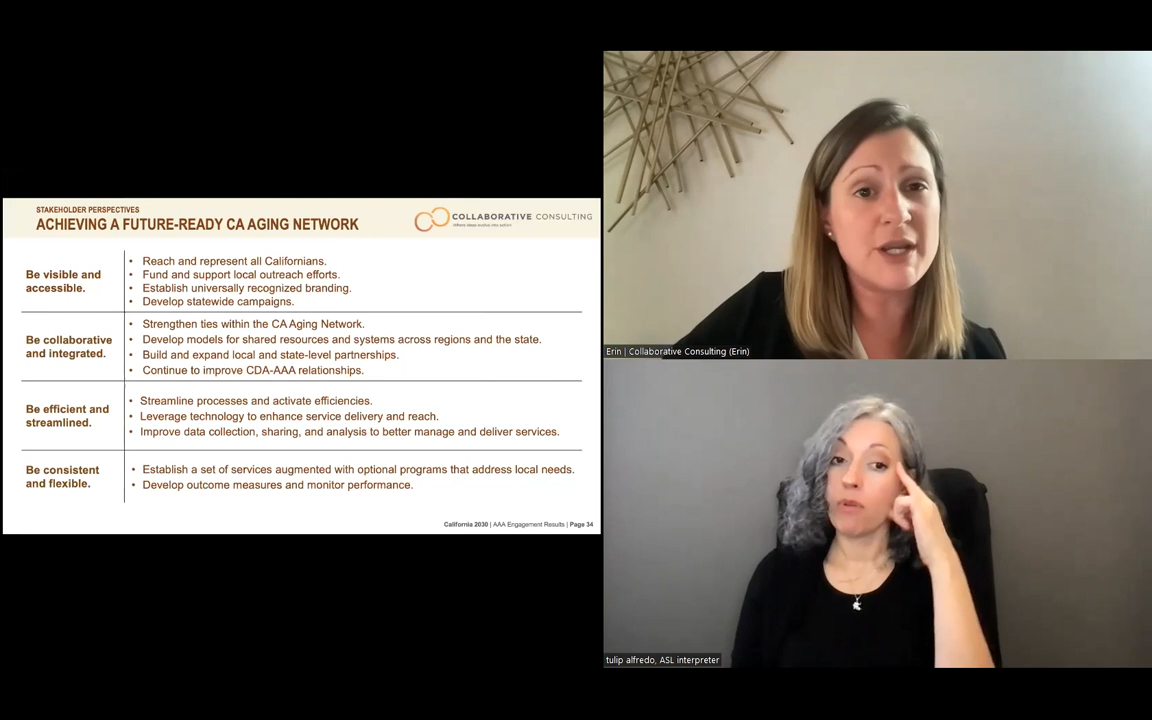 STAKEHOLDER PERSPECTIVES
ACHIEVING A FUTURE-READY CA AGING NETWORK
COLLABORATIVE CONSULTING
Where ideas evolve into action
Be visible and
accessible.
• Reach and represent all Californians.
• Fund and support local outreach efforts.
• Establish universally recognized branding.
• Develop statewide campaigns.
Be collaborative
and integrated.
• Strengthen ties within the CA Aging Network.
• Develop models for shared resources and systems across regions and the state.
• Build and expand local and state-level partnerships.
• Continue to improve CDA-AAA relationships.
Be efficient and
streamlined.
• Streamline processes and activate efficiencies.
• Leverage technology to enhance service delivery and reach.
• Improve data collection, sharing, and analysis to better manage and deliver services.
Be consistent
and flexible.
• Establish a set of services augmented with optional programs that address local needs.
• Develop outcome measures and monitor performance.
California 2030 | AAA Engagement Results | Page 34
Erin | Collaborative Consulting (Erin)
tulip alfredo, ASL interpreter